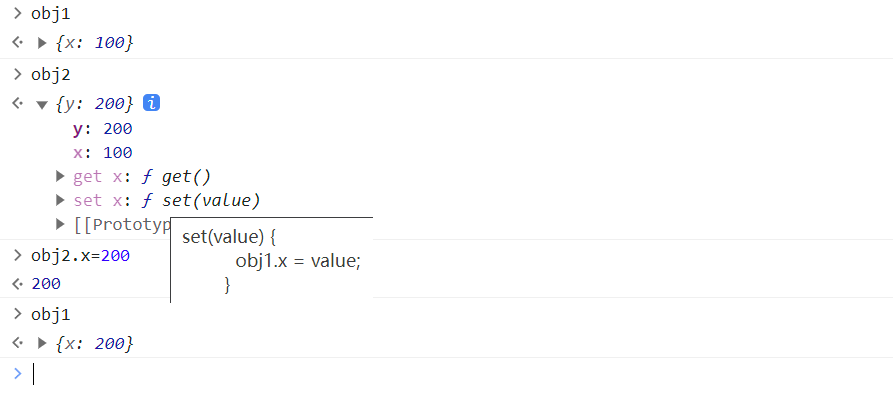 > obj1
{x: 100}
> obj2
{y: 200} i
y: 200
x: 100
get x: ƒ get()
set x: ƒ set(value)
[[Prototyp
set(value) {
obj1.x = value;
}
> obj2.x=200
200
> obj1
{x: 200}
>